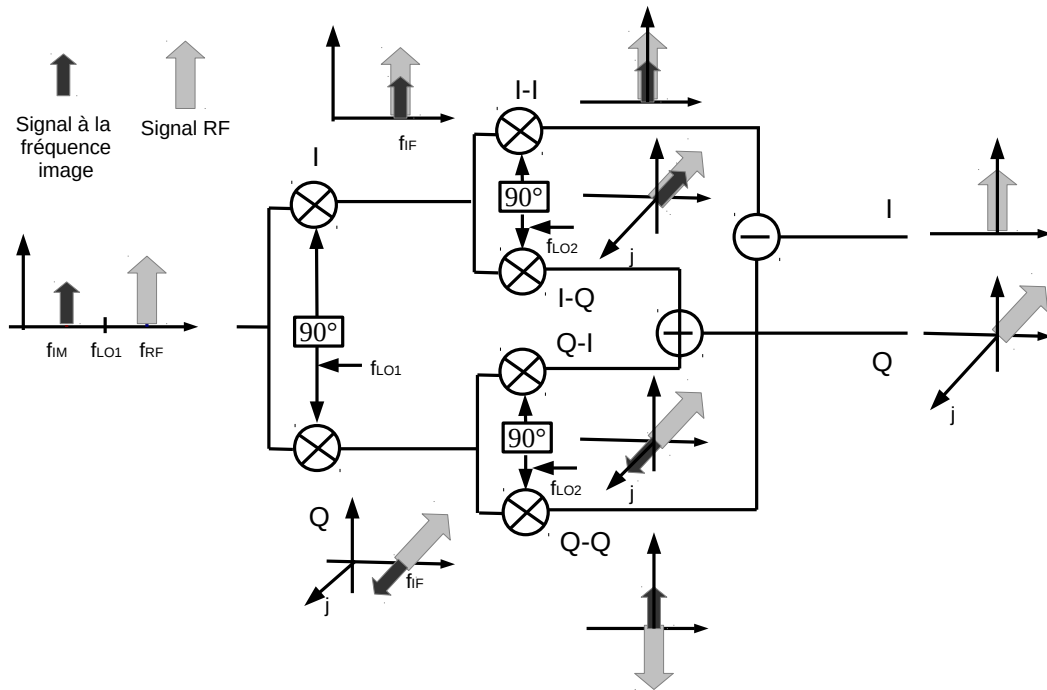 Signal à la
fréquence
image
Signal RF
fIF
I-I
I
90°
fLO2
j
I-Q
I
fIM
fLO1
fRF
90°
fLO1
Q-I
Q
j
90°
fLO2
j
Q-Q
Q
fIF
j